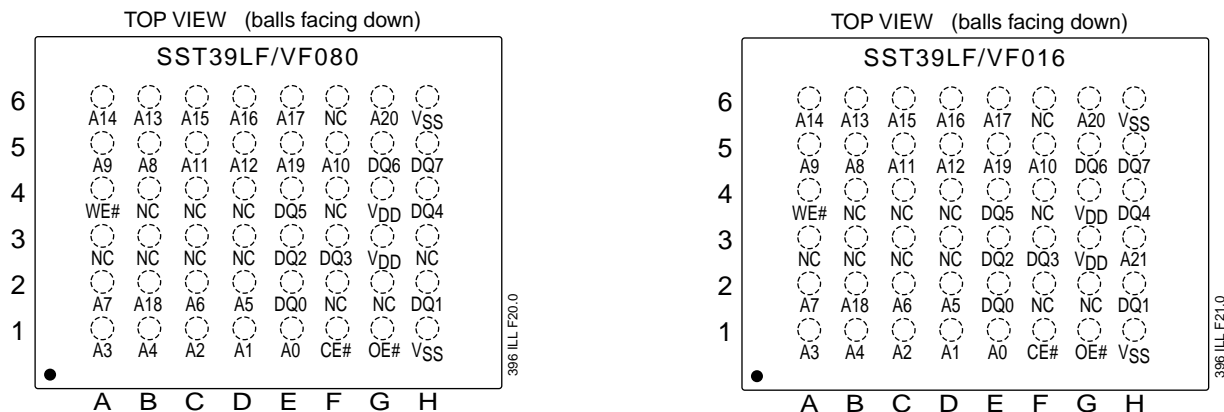 TOP VIEW (balls facing down)
SST39LF/VF080
6
A14 A13 A15 A16 A17 NC A20 VSS
5
A9 A8 A11 A12 A19 A10 DQ6 DQ7
4
WE# NC NC NC DQ5 NC VDD DQ4
3
NC NC NC NC DQ2 DQ3 VDD NC
2
A7 A18 A6 A5 DQ0 NC NC DQ1
1
A3 A4 A2 A1 A0 CE# OE# VSS
A B C D E F G H
396 ILL F20.0
TOP VIEW (balls facing down)
SST39LF/VF016
6
A14 A13 A15 A16 A17 NC A20 VSS
5
A9 A8 A11 A12 A19 A10 DQ6 DQ7
4
WE# NC NC NC DQ5 NC VDD DQ4
3
NC NC NC NC DQ2 DQ3 VDD A21
2
A7 A18 A6 A5 DQ0 NC NC DQ1
1
A3 A4 A2 A1 A0 CE# OE# VSS
A B C D E F G H
396 ILL F21.0